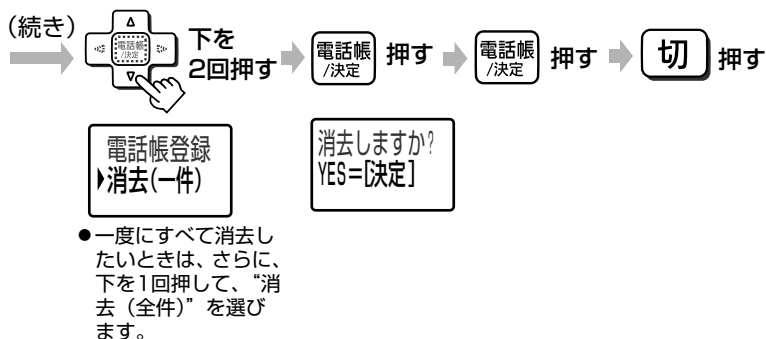 (続き)
電話帳
/決定
下を
2回押す
電話帳
/決定
押す
電話帳
/決定
押す
切
押す
電話帳登録
消去(一件)
消去しますか?
YES=[決定]
●一度にすべて消去し
たいときは、さらに、
下を1回押して、“消
去(全件)”を選び
ます。